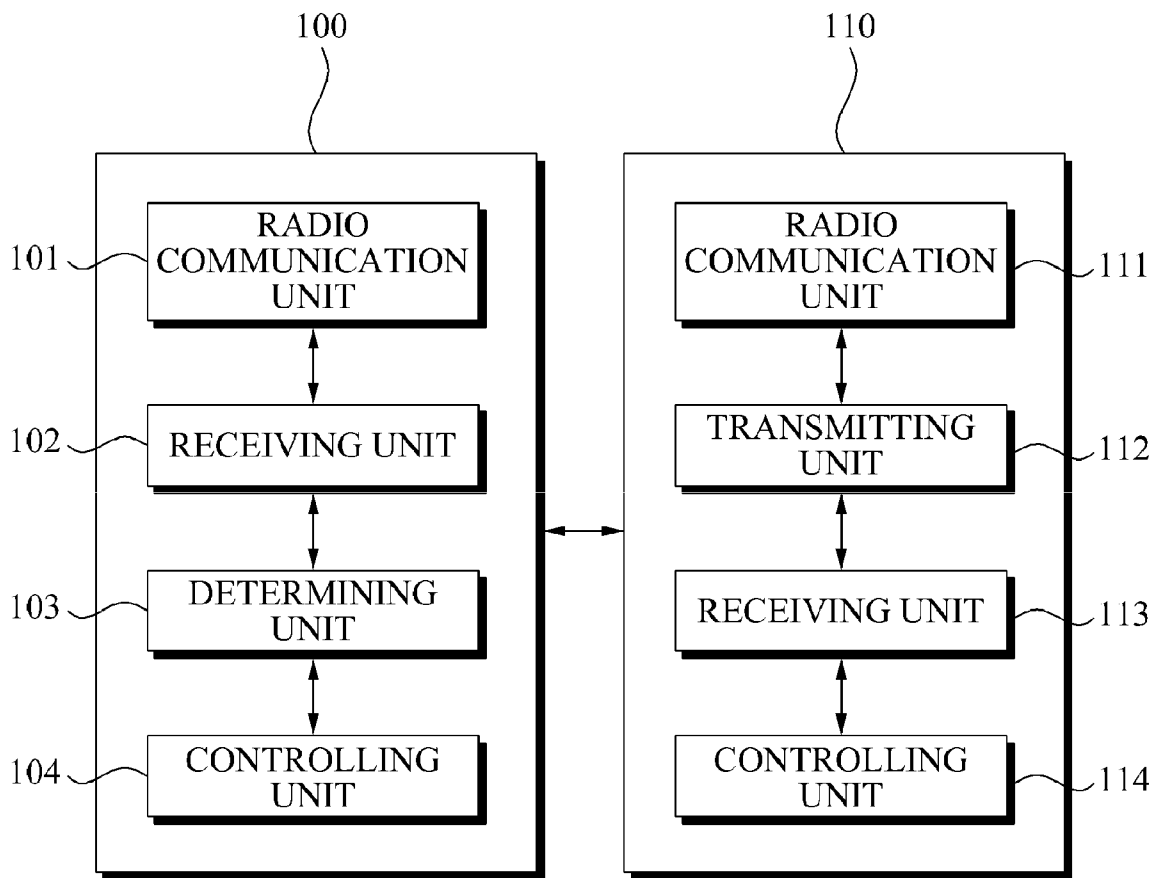 100
110
101
RADIO
COMMUNICATION
UNIT
RADIO
COMMUNICATION
UNIT
111
102
RECEIVING UNIT
TRANSMITTING
UNIT
112
103
DETERMINING
UNIT
RECEIVING UNIT
113
104
CONTROLLING
UNIT
CONTROLLING
UNIT
114